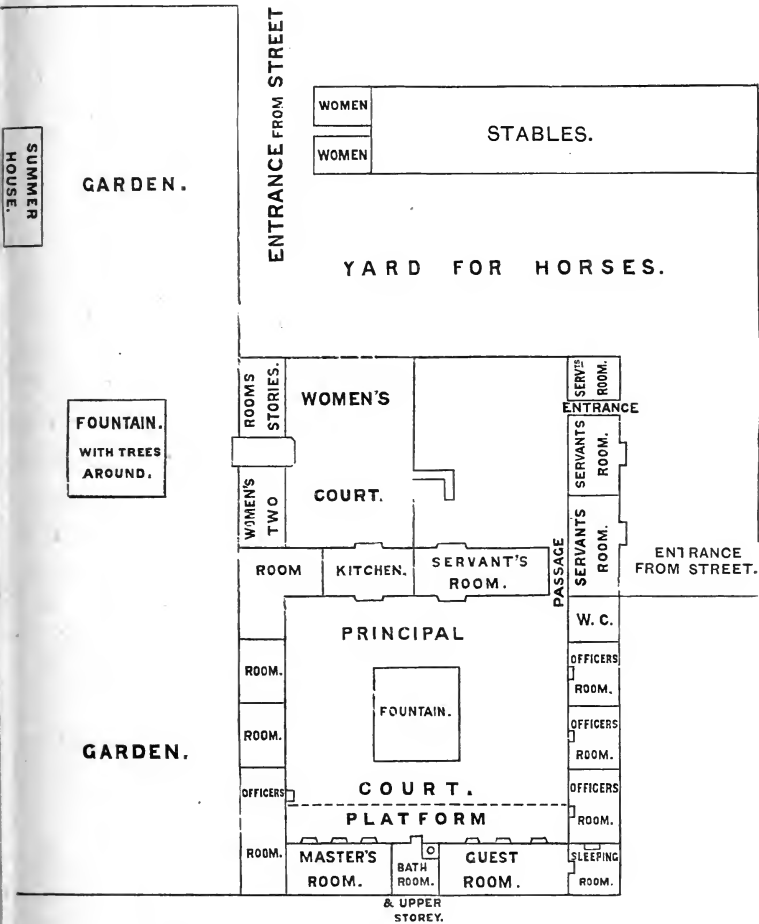 ENTRANCE FROM STREET
WOMEN
WOMEN
STABLES.
SUMMER
HOUSE.
GARDEN.
YARD FOR HORSES.
ROOMS
STORIES.
WOMEN'S
SERVTS
ROOM.
ENTRANCE
FOUNTAIN.
WITH TREES
AROUND.
SERVANTS
ROOM.
WOMEN'S
TWO
COURT.
SERVANTS
ROOM.
PASSAGE
ENTRANCE
FROM STREET.
ROOM
KITCHEN.
SERVANT'S
ROOM.
W. C.
PRINCIPAL
OFFICERS
ROOM.
ROOM.
FOUNTAIN.
ROOM.
OFFICERS
ROOM.
GARDEN.
OFFICERS
ROOM.
COURT.
OFFICERS
ROOM.
PLATFORM
MASTER'S
ROOM.
BATH
ROOM.
GUEST
ROOM.
SLEEPING
ROOM.
& UPPER
STOREY.